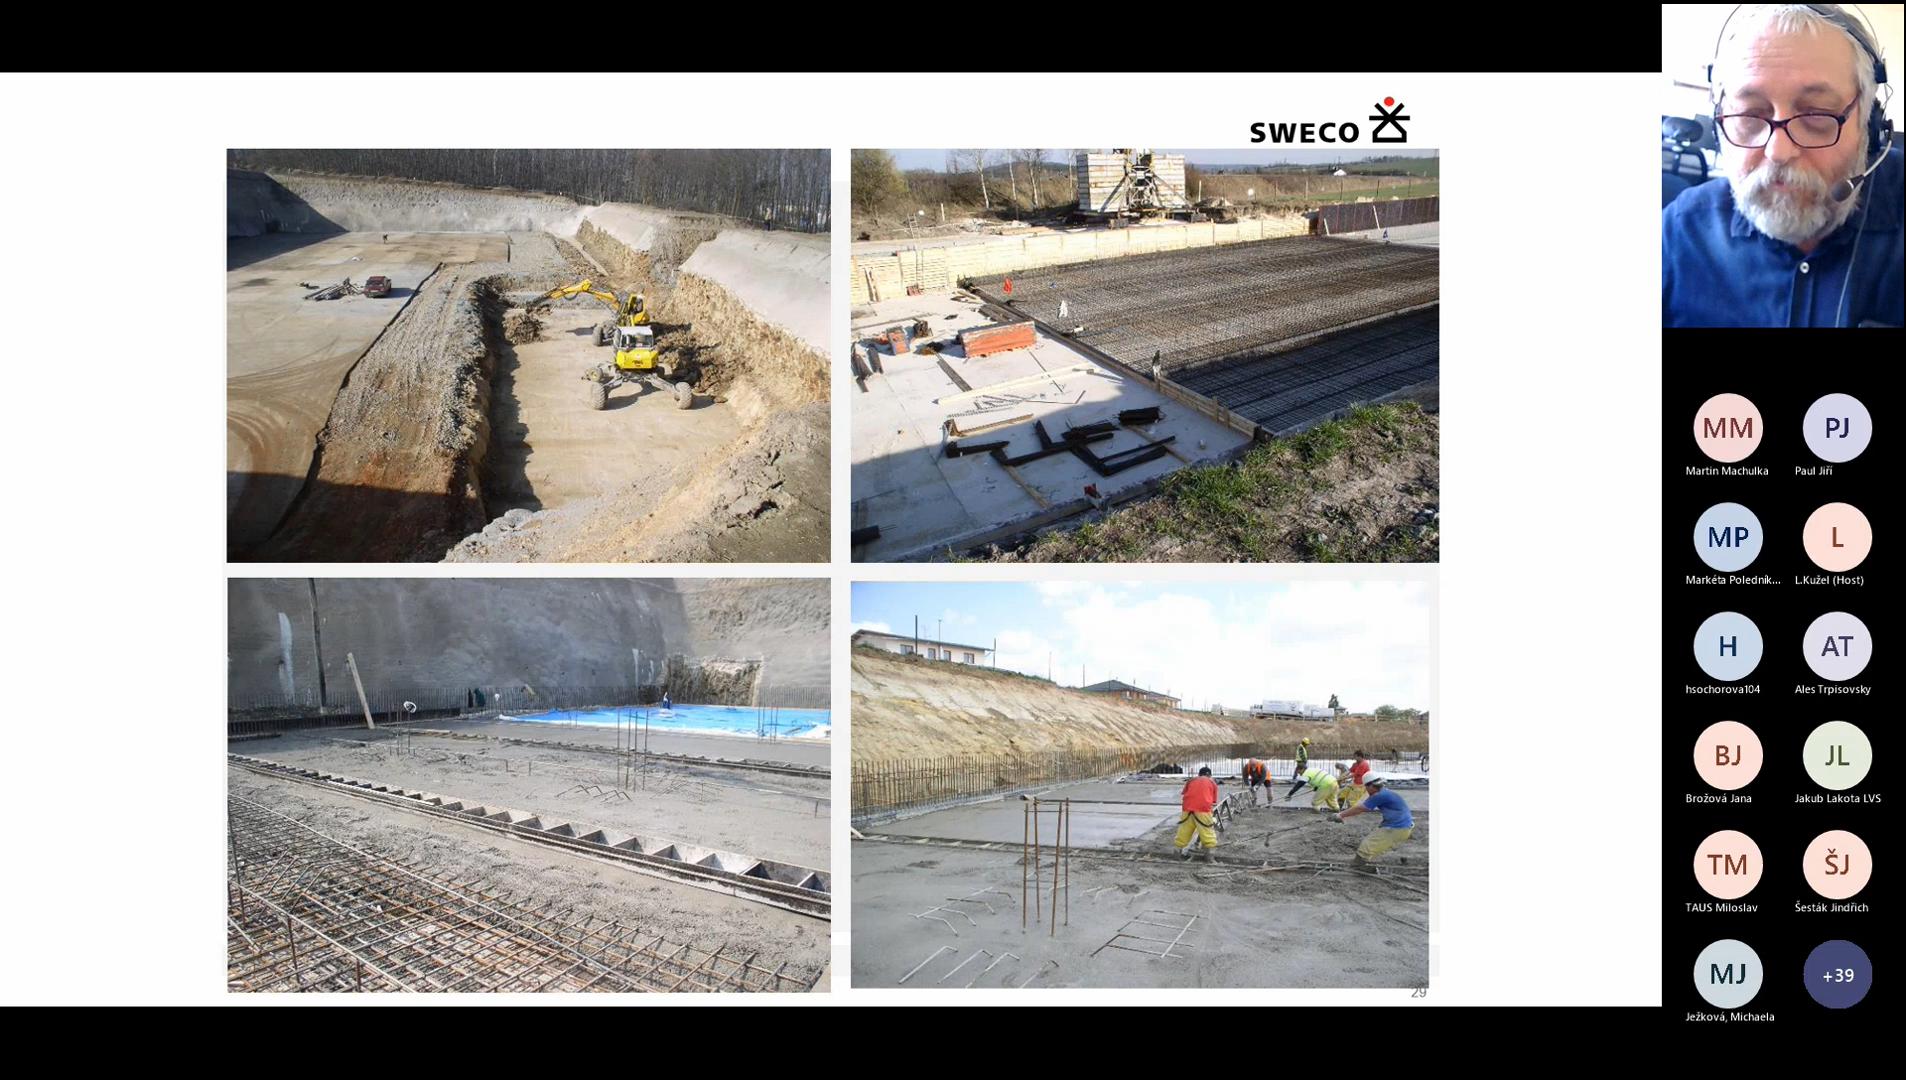 SWECO
29
MM
PJ
Martin Machulka
Paul Jiří
MP
L
Markéta Poledník...
L.Kužel (Host)
H
AT
hsochorova104
Ales Trpisovsky
BJ
JL
Brožová Jana
Jakub Lakota LVS
TM
ŠJ
TAUS Miloslav
Šesták Jindřich
MJ
+39
Ježková, Michaela